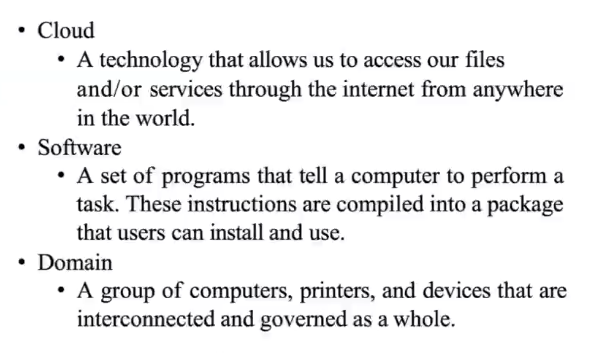 • Cloud
• A technology that allows us to access our files
and/or services through the internet from anywhere
in the world.
• Software
• A set of programs that tell a computer to perform a
task. These instructions are compiled into a package
that users can install and use.
• Domain
• A group of computers, printers, and devices that are
interconnected and governed as a whole.